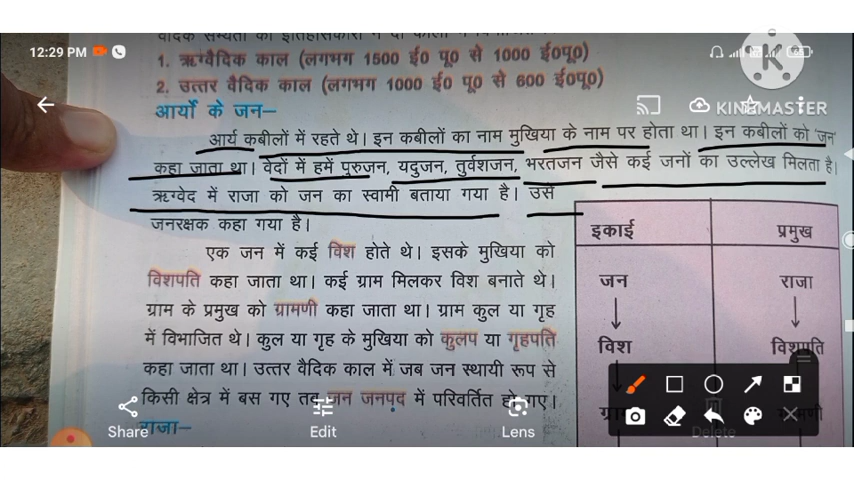 12:29 PM
वैदिक सभ्यता को इतिहासकारों ने दो कालों में
1. ऋग्वैदिक काल (लगभग 1500 ई0 पू0 से 1000 ई0पू0)
2. उत्तर वैदिक काल (लगभग 1000 ई0 पू0 से 600 ई0पू0)
KINEMASTER
आर्यों के जन–
आर्य कबीलों में रहते थे। इन कबीलों का नाम मुखिया के नाम पर होता था। इन कबीलों को 'जन'
कहा जाता था। वेदों में हमें पुरुजन, यदुजन, तुर्वशजन, भरतजन जैसे कई जनों का उल्लेख मिलता है।
ऋग्वेद में राजा को जन का स्वामी बताया गया है। उसे
जनरक्षक कहा गया है।
एक जन में कई विश होते थे। इसके मुखिया को
विशपति कहा जाता था। कई ग्राम मिलकर विश बनाते थे।
ग्राम के प्रमुख को ग्रामणी कहा जाता था। ग्राम कुल या गृह
में विभाजित थे। कुल या गृह के मुखिया को कुलप या गृहपति
कहा जाता था। उत्तर वैदिक काल में जब जन स्थायी रूप से
किसी क्षेत्र में बस गए तब जन जनपद में परिवर्तित हो गए।
राजा–
इकाई प्रमुख
जन राजा
विश विशपति
Share Edit Lens Delete